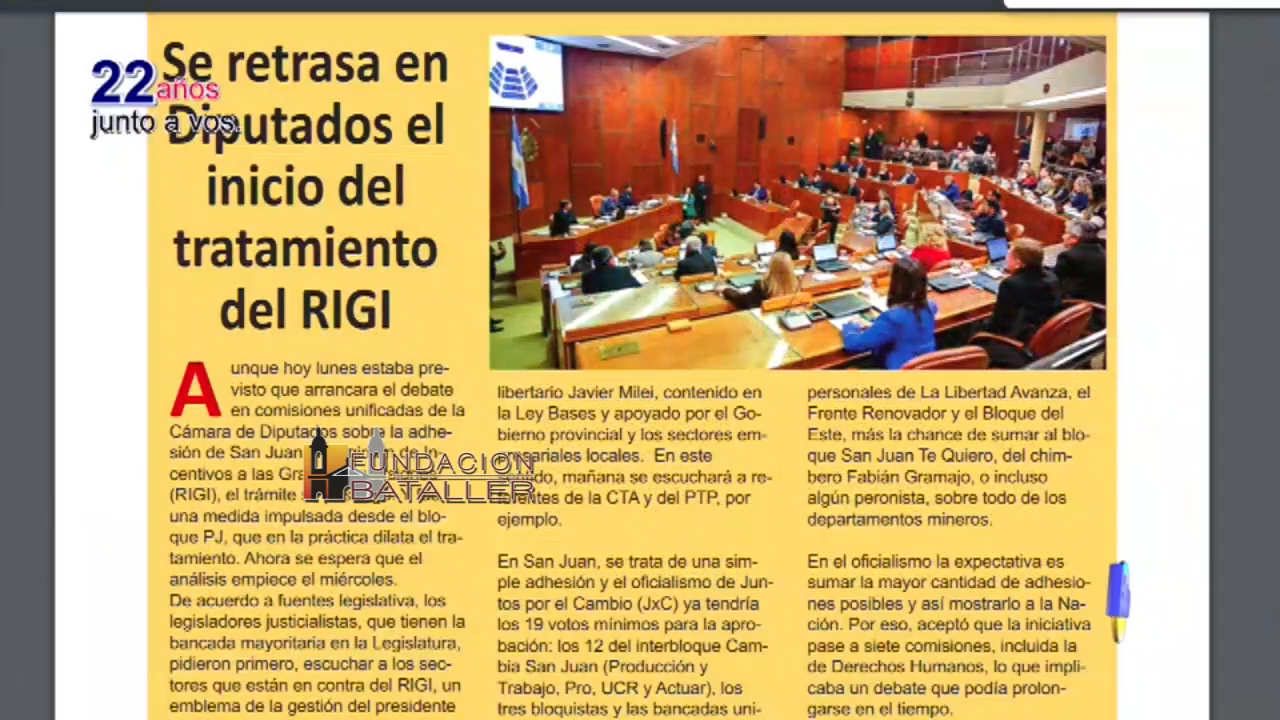 22 años
junto a vos.
Se retrasa en
Diputados el
inicio del
tratamiento
del RIGI
Aunque hoy lunes estaba pre-
visto que arrancara el debate
en comisiones unificadas de la
Cámara de Diputados sobre la adhe-
sión de San Juan
centivos a las
(RIGI), el trámite
una medida impulsada desde el blo-
que PJ, que en la práctica dilata el tra-
tamiento. Ahora se espera que el
análisis empiece el miércoles.
De acuerdo a fuentes legislativa, los
legisladores justicialistas, que tienen la
bancada mayoritaria en la Legislatura,
pidieron primero, escuchar a los sec-
tores que están en contra del RIGI, un
emblema de la gestión del presidente
FUNDACION
BATALLER
libertario Javier Milei, contenido en
la Ley Bases y apoyado por el Go-
bierno provincial y los sectores em-
presariales locales. En este
mañana se escuchará a re-
ferentes de la CTA y del PTP, por
ejemplo.
En San Juan, se trata de una sim-
ple adhesión y el oficialismo de Jun-
tos por el Cambio (JxC) ya tendría
los 19 votos mínimos para la apro-
bación: los 12 del interbloque Cam-
bia San Juan (Producción y
Trabajo, Pro, UCR y Actuar), los
tres bloquistas y las bancadas uni-
personales de La Libertad Avanza, el
Frente Renovador y el Bloque del
Este, más la chance de sumar al blo-
que San Juan Te Quiero, del chim-
bero Fabián Gramajo, o incluso
algún peronista, sobre todo de los
departamentos mineros.
En el oficialismo la expectativa es
sumar la mayor cantidad de adhesio-
nes posibles y así mostrarlo a la Na-
ción. Por eso, aceptó que la iniciativa
pase a siete comisiones, incluida la
de Derechos Humanos, lo que impli-
caba un debate que podía prolon-
garse en el tiempo.